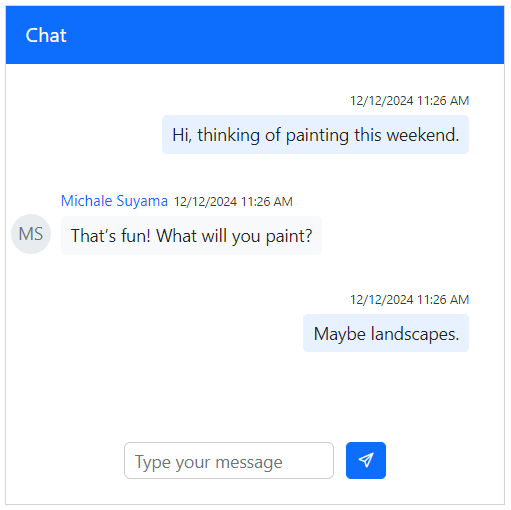 Chat
12/12/2024 11:26 AM
Hi, thinking of painting this weekend.
Michale Suyama 12/12/2024 11:26 AM
MS
That's fun! What will you paint?
12/12/2024 11:26 AM
Maybe landscapes.
Type your message